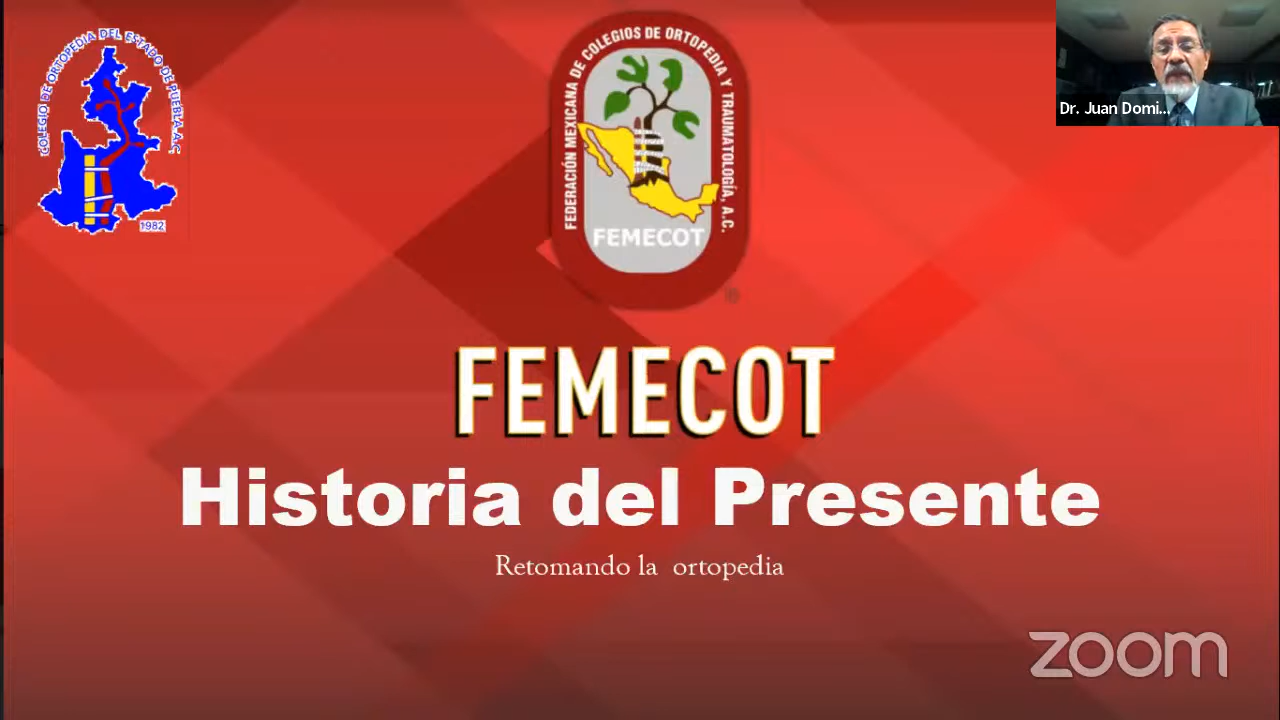 COLEGIO DE ORTOPEDIA DEL ESTADO DE PUEBLA A.C.
1982
FEDERACIÓN MEXICANA DE COLEGIOS DE ORTOPEDIA Y TRAUMATOLOGÍA, A.C.
FEMECOT
®
Dr. Juan Domi...
FEMECOT
Historia del Presente
Retomando la ortopedia
zoom